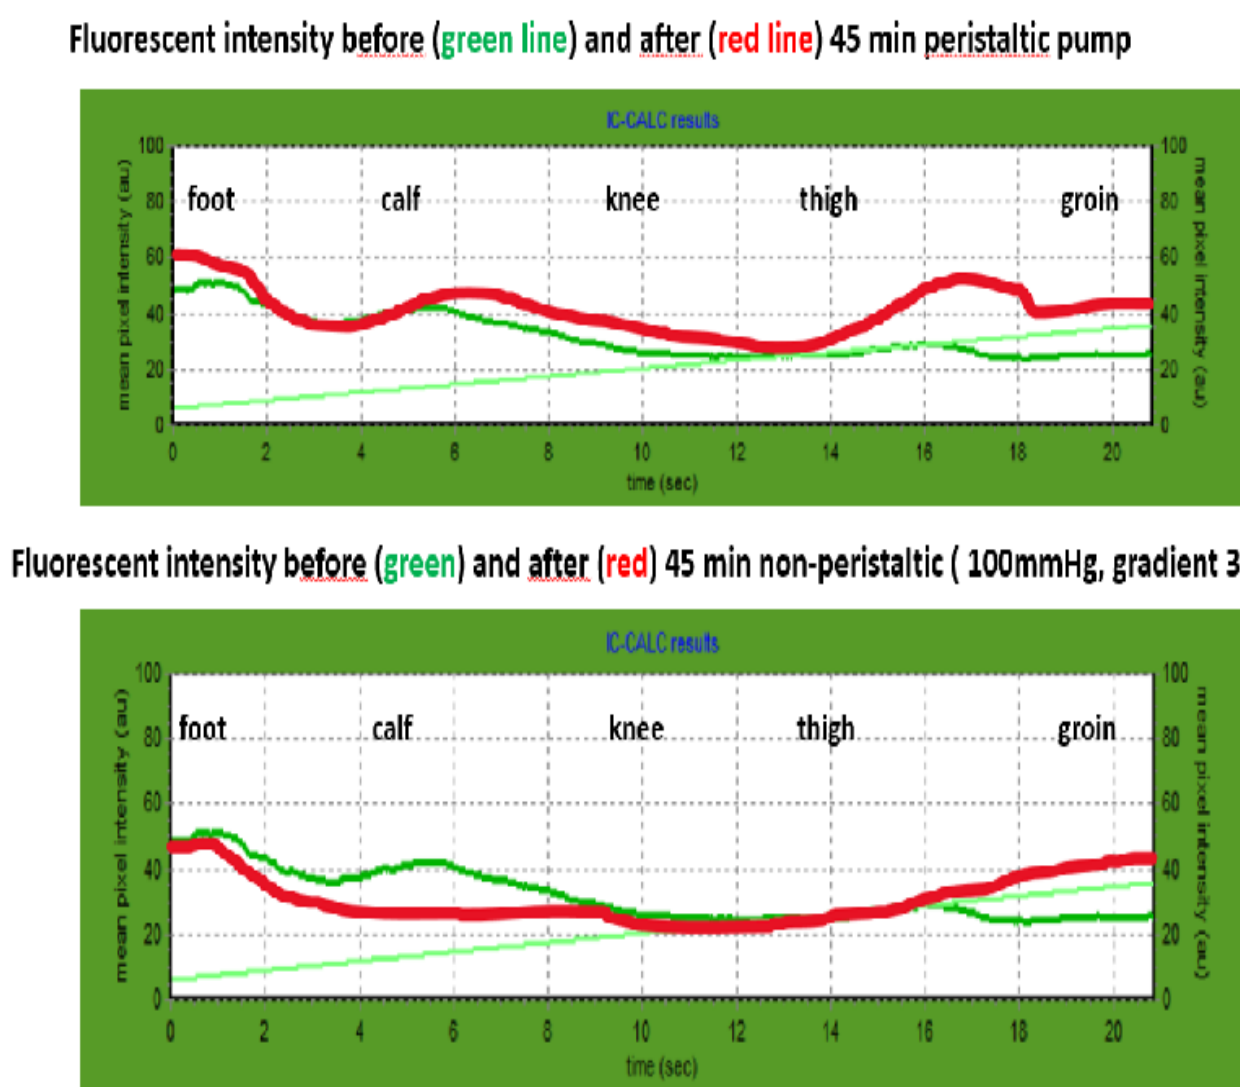 Fluorescent intensity before (green line) and after (red line) 45 min peristaltic pump
IC-CALC results
mean pixel intensity (au)
100
80
60
40
20
0
foot calf knee thigh groin
100
80
60
40
20
0
mean pixel intensity (au)
0 2 4 6 8 10 12 14 16 18 20
time (sec)
Fluorescent intensity before (green) and after (red) 45 min non-peristaltic ( 100mmHg, gradient 3
IC-CALC results
mean pixel intensity (au)
100
80
60
40
20
0
foot calf knee thigh groin
100
80
60
40
20
0
mean pixel intensity (au)
0 2 4 6 8 10 12 14 16 18 20
time (sec)